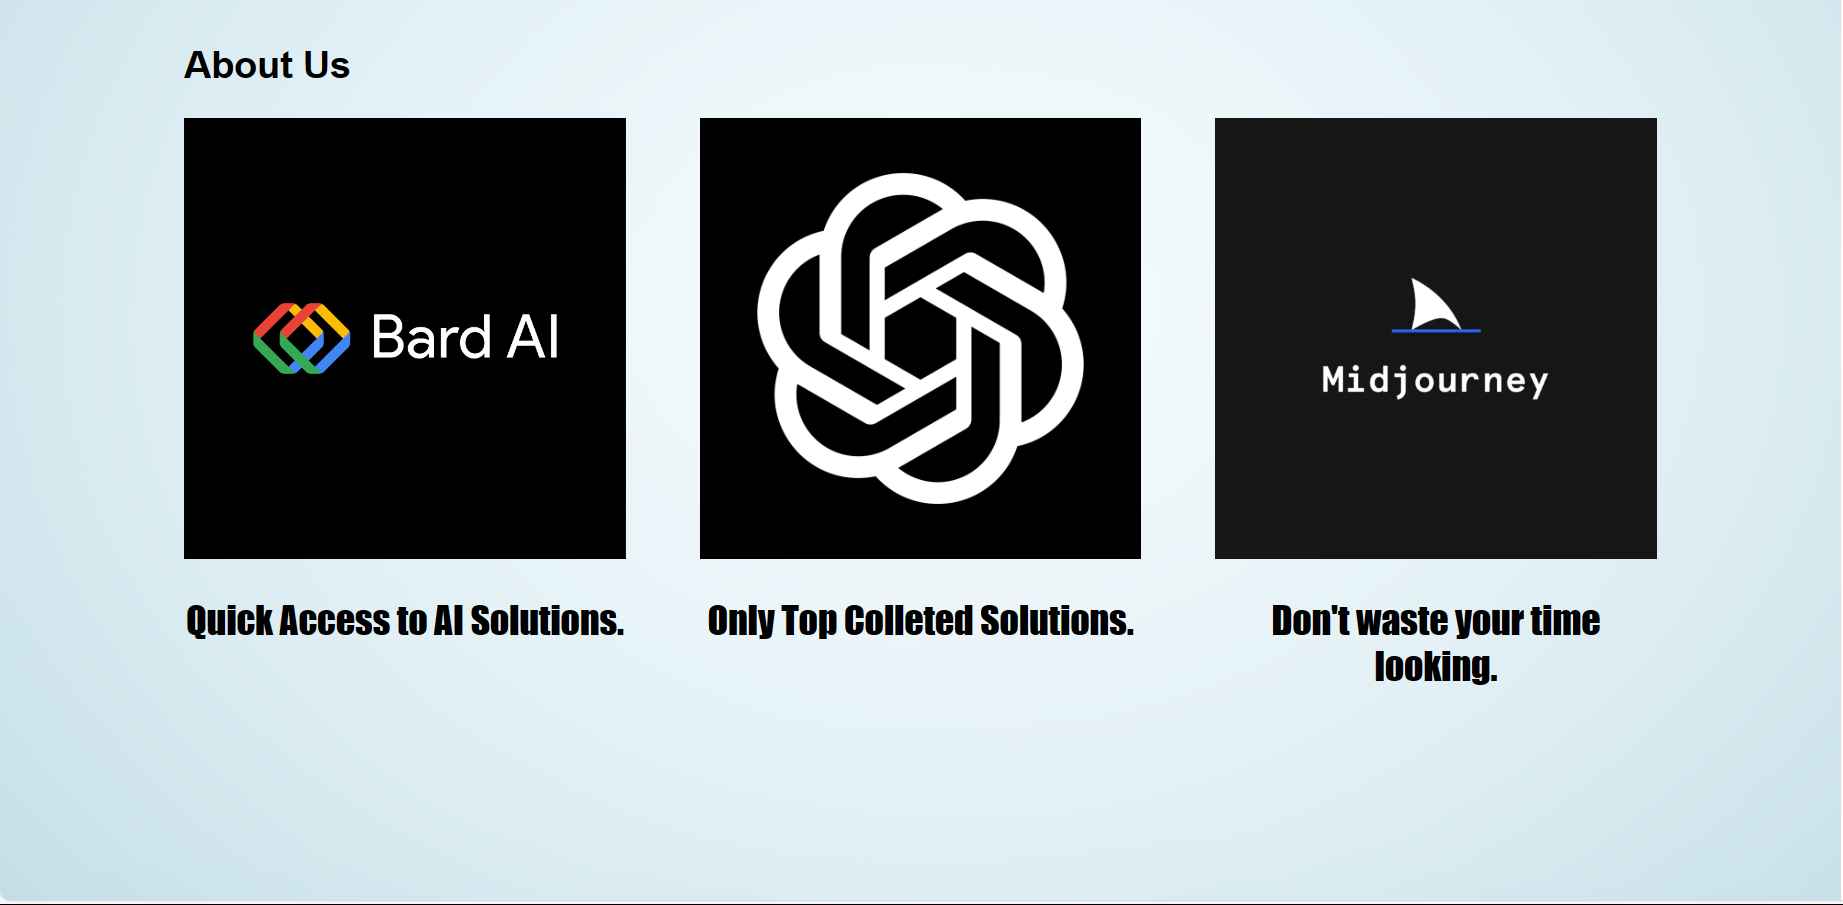 About Us
Bard AI
Midjourney
Quick Access to AI Solutions.
Only Top Colleted Solutions.
Don't waste your time
looking.